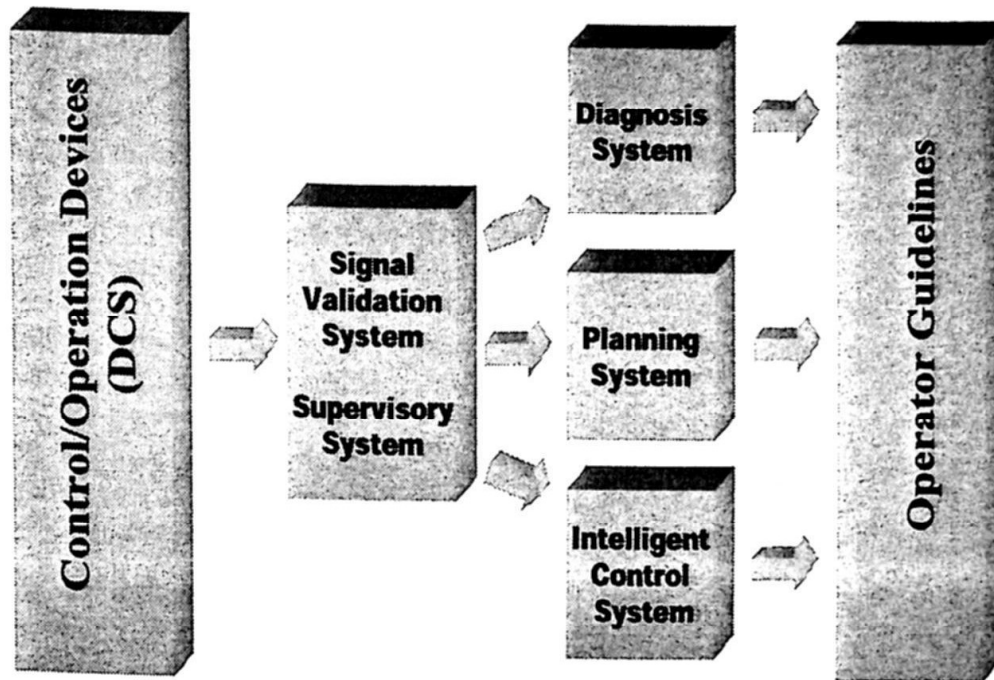 Control/Operation Devices
(DCS)
Signal
Validation
System
Supervisory
System
Diagnosis
System
Planning
System
Intelligent
Control
System
Operator Guidelines